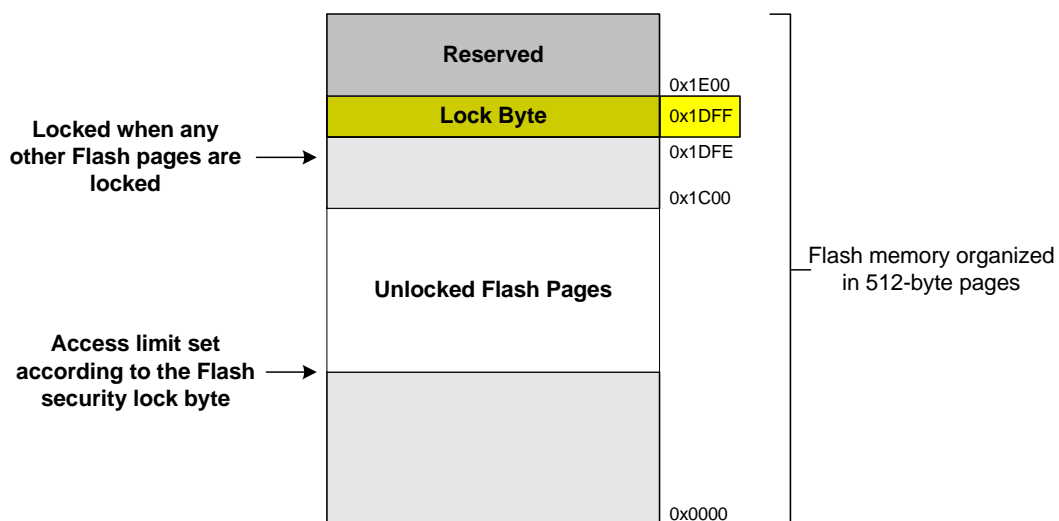 Reserved
0x1E00
Lock Byte
0x1DFF
Locked when any
other Flash pages are
locked
0x1DFE
0x1C00
Unlocked Flash Pages
Flash memory organized
in 512-byte pages
Access limit set
according to the Flash
security lock byte
0x0000